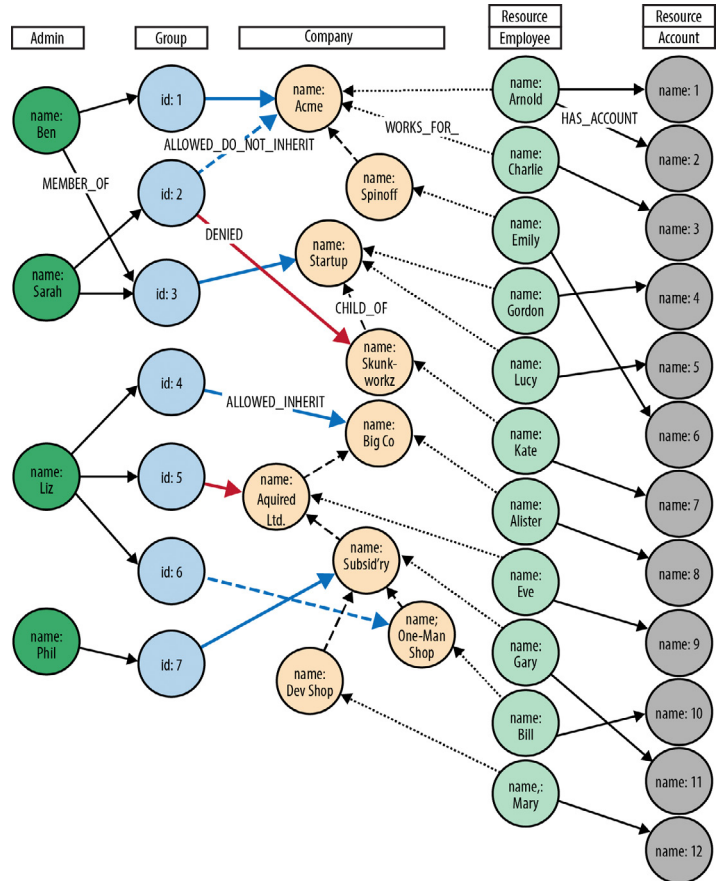 Admin
Group
Company
Resource
Employee
Resource
Account
name:
Ben
name:
Sarah
name:
Liz
name:
Phil
id: 1
id: 2
id: 3
id: 4
id: 5
id: 6
id: 7
MEMBER_OF
ALLOWED_DO_NOT_INHERIT
DENIED
ALLOWED_INHERIT
CHILD_OF
WORKS_FOR_
HAS_ACCOUNT
name:
Acme
name:
Spinoff
name:
Startup
name:
Skunk-
workz
name:
Big Co
name:
Aquired
Ltd.
name:
Subsid'ry
name;
One-Man
Shop
name:
Dev Shop
name:
Arnold
name:
Charlie
name:
Emily
name:
Gordon
name:
Lucy
name:
Kate
name:
Alister
name:
Eve
name:
Gary
name:
Bill
name,:
Mary
name: 1
name: 2
name: 3
name: 4
name: 5
name: 6
name: 7
name: 8
name: 9
name: 10
name: 11
name: 12